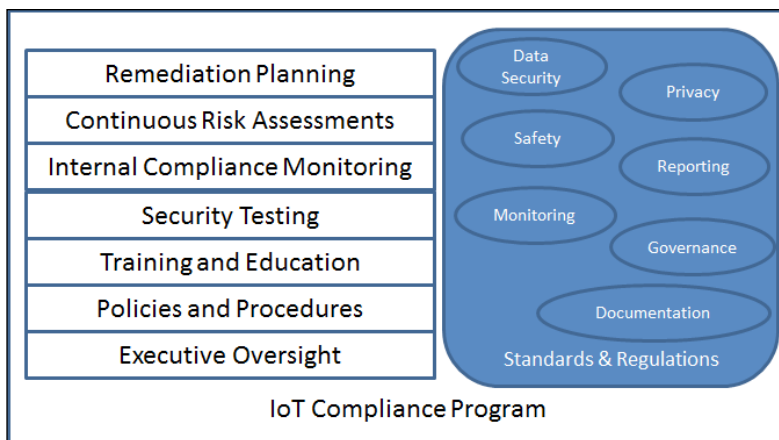 Remediation Planning
Continuous Risk Assessments
Internal Compliance Monitoring
Security Testing
Training and Education
Policies and Procedures
Executive Oversight
Data
Security
Privacy
Safety
Reporting
Monitoring
Governance
Documentation
Standards & Regulations
IoT Compliance Program